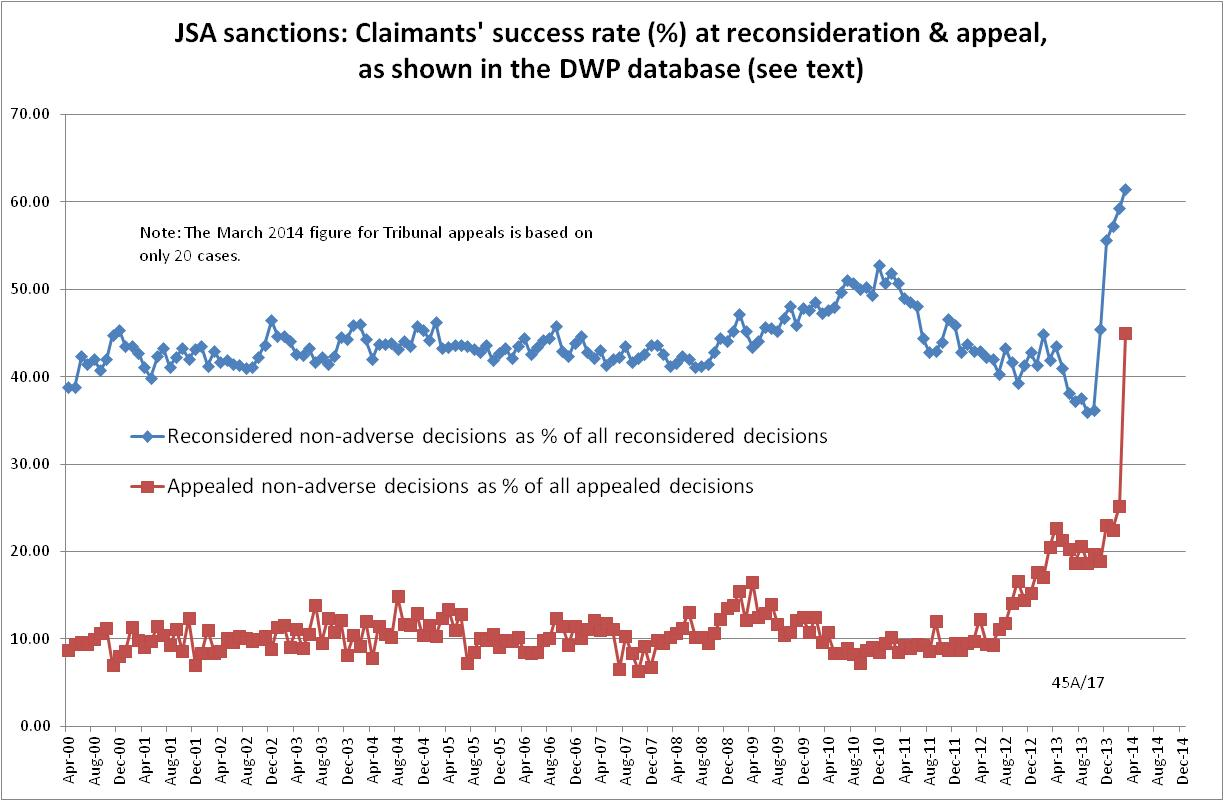 JSA sanctions: Claimants' success rate (%) at reconsideration & appeal,
as shown in the DWP database (see text)
70.00
60.00
Note: The March 2014 figure for Tribunal appeals is based on
only 20 cases.
50.00
40.00
Reconsidered non-adverse decisions as % of all reconsidered decisions
30.00
Appealed non-adverse decisions as % of all appealed decisions
20.00
10.00
45A/17
0.00
Apr-00
Aug-00
Dec-00
Apr-01
Aug-01
Dec-01
Apr-02
Aug-02
Dec-02
Apr-03
Aug-03
Dec-03
Apr-04
Aug-04
Dec-04
Apr-05
Aug-05
Dec-05
Apr-06
Aug-06
Dec-06
Apr-07
Aug-07
Dec-07
Apr-08
Aug-08
Dec-08
Apr-09
Aug-09
Dec-09
Apr-10
Aug-10
Dec-10
Apr-11
Aug-11
Dec-11
Apr-12
Aug-12
Dec-12
Apr-13
Aug-13
Dec-13
Apr-14
Aug-14
Dec-14